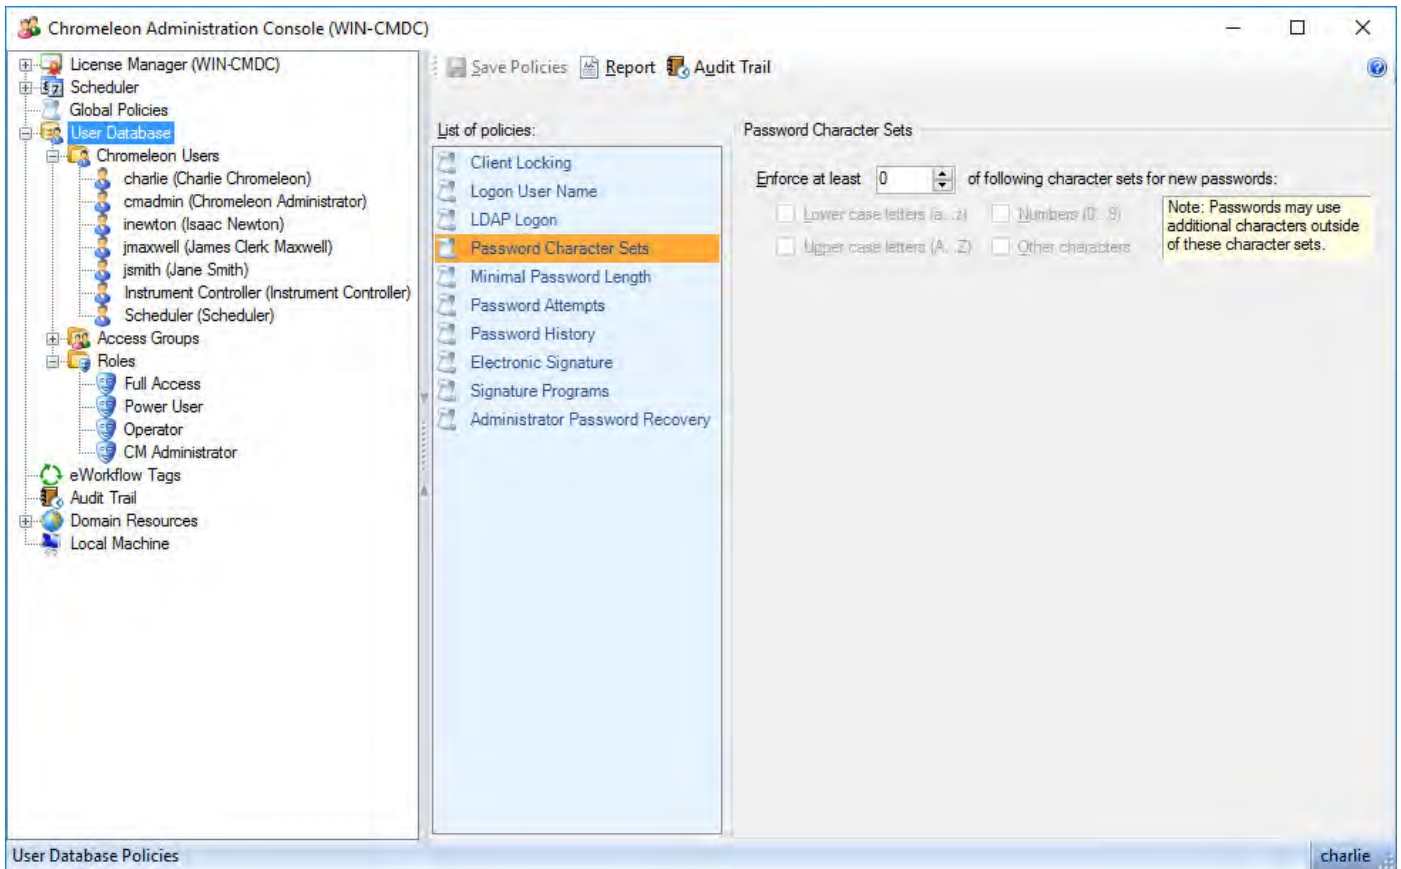 Chromeleon Administration Console (WIN-CMDC)
License Manager (WIN-CMDC)
Scheduler
Global Policies
User Database
Chromeleon Users
charlie (Charlie Chromeleon)
cmadmin (Chromeleon Administrator)
inewton (Isaac Newton)
jmaxwell (James Clerk Maxwell)
jsmith (Jane Smith)
Instrument Controller (Instrument Controller)
Scheduler (Scheduler)
Access Groups
Roles
Full Access
Power User
Operator
CM Administrator
eWorkflow Tags
Audit Trail
Domain Resources
Local Machine
Save Policies Report Audit Trail
List of policies:
Client Locking
Logon User Name
LDAP Logon
Password Character Sets
Minimal Password Length
Password Attempts
Password History
Electronic Signature
Signature Programs
Administrator Password Recovery
Password Character Sets
Enforce at least 0 of following character sets for new passwords:
Lower case letters (a...z) Numbers (0...9)
Upper case letters (A...Z) Other characters
Note: Passwords may use
additional characters outside
of these character sets.
User Database Policies
charlie